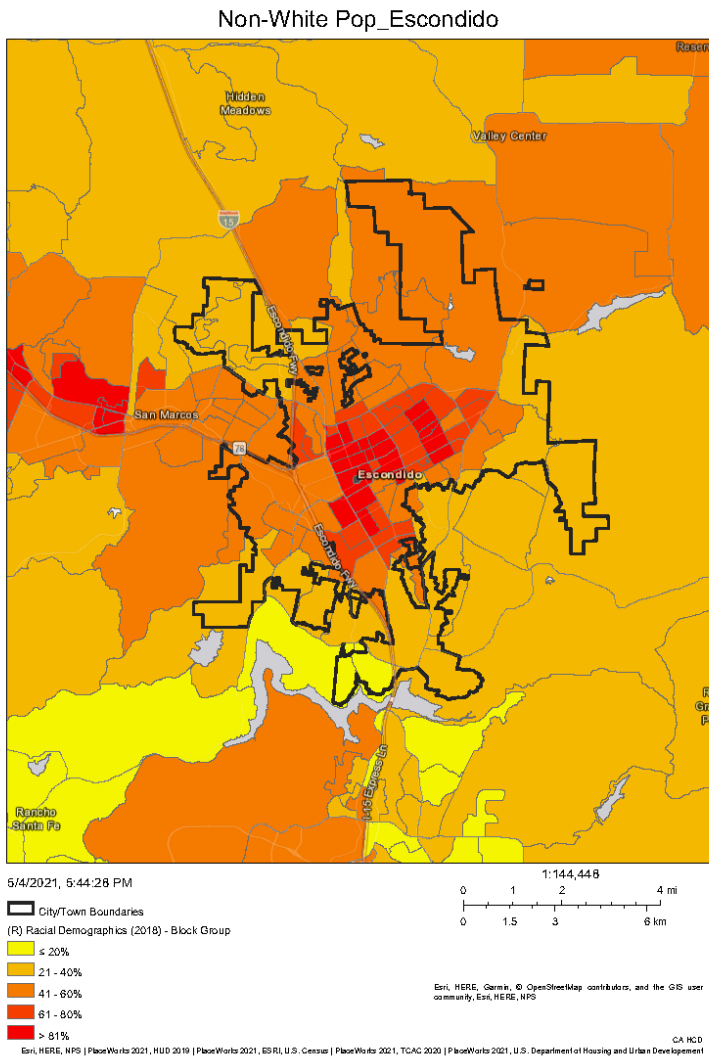 Non-White Pop_Escondido
Reserv
Hidden
Meadows
Valley Center
15
Escondido Fwy
San Marcos
78
Escondido
Escondido Fwy
I-15 Express Ln
Rancho
Santa Fe
5/4/2021, 5:44:28 PM
1:144,448
0 1 2 4 mi
0 1.5 3 6 km
City/Town Boundaries
(R) Racial Demographics (2018) - Block Group
≤ 20%
21 - 40%
41 - 60%
61 - 80%
> 81%
Esri, HERE, Garmin, © OpenStreetMap contributors, and the GIS user
community, Esri, HERE, NPS
CA HCD
Esri, HERE, NPS | PlaceWorks 2021, HUD 2019 | PlaceWorks 2021, ESRI, U.S. Census | PlaceWorks 2021, TCAC 2020 | PlaceWorks 2021, U.S. Department of Housing and Urban Developement